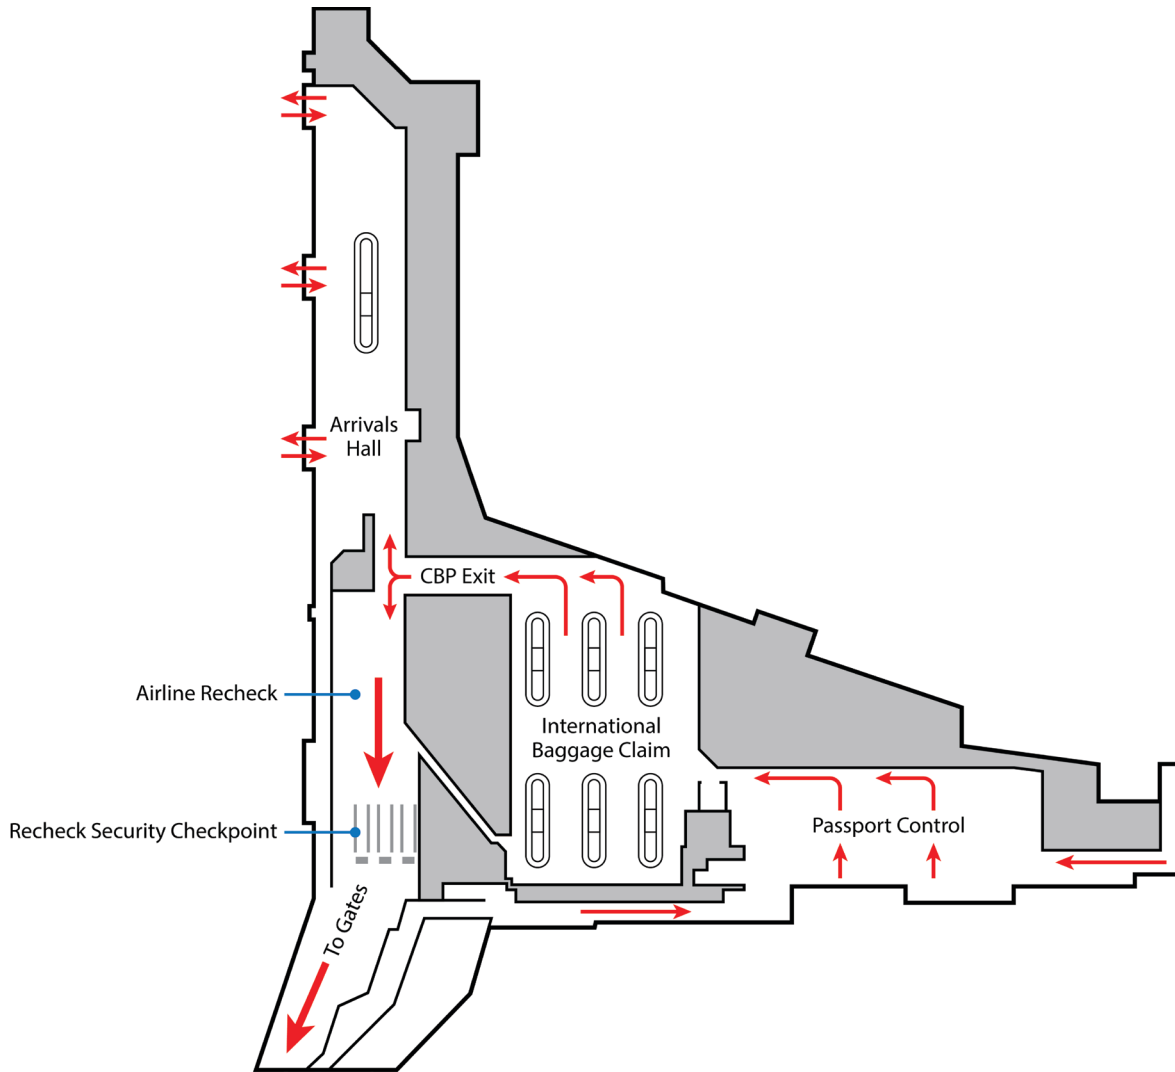 Arrivals
Hall
CBP Exit
Airline Recheck
International
Baggage Claim
Recheck Security Checkpoint
Passport Control
To Gates